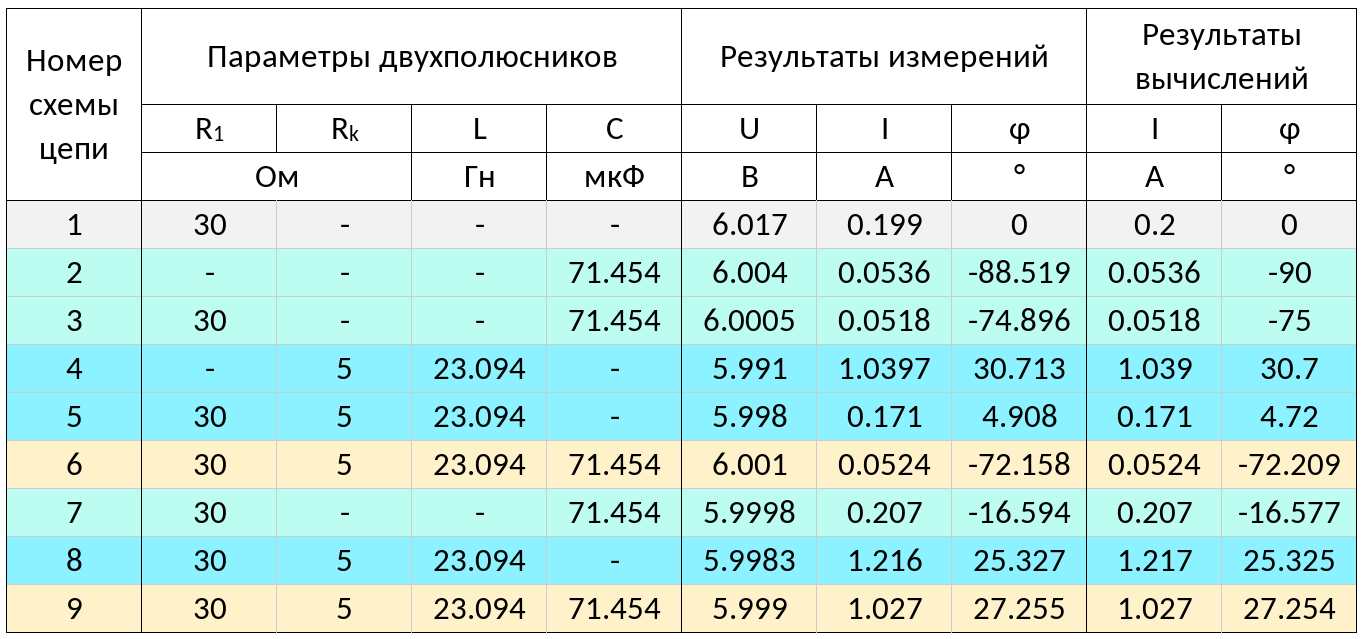 Номер схемы цепи Параметры двухполюсников Результаты измерений Результаты вычислений
R1 Rk L C U I φ I φ
Ом Гн мкФ В А ° А °
1 30 - - - 6.017 0.199 0 0.2 0
2 - - - 71.454 6.004 0.0536 -88.519 0.0536 -90
3 30 - - 71.454 6.0005 0.0518 -74.896 0.0518 -75
4 - 5 23.094 - 5.991 1.0397 30.713 1.039 30.7
5 30 5 23.094 - 5.998 0.171 4.908 0.171 4.72
6 30 5 23.094 71.454 6.001 0.0524 -72.158 0.0524 -72.209
7 30 - - 71.454 5.9998 0.207 -16.594 0.207 -16.577
8 30 5 23.094 - 5.9983 1.216 25.327 1.217 25.325
9 30 5 23.094 71.454 5.999 1.027 27.255 1.027 27.254